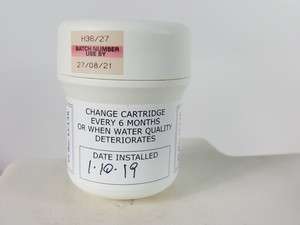 H36/27
BATCH NUMBER
USE BY
27/08/21
CHANGE CARTRIDGE
EVERY 6 MONTHS
OR WHEN WATER QUALITY
DETERIORATES
DATE INSTALLED
1.10.19